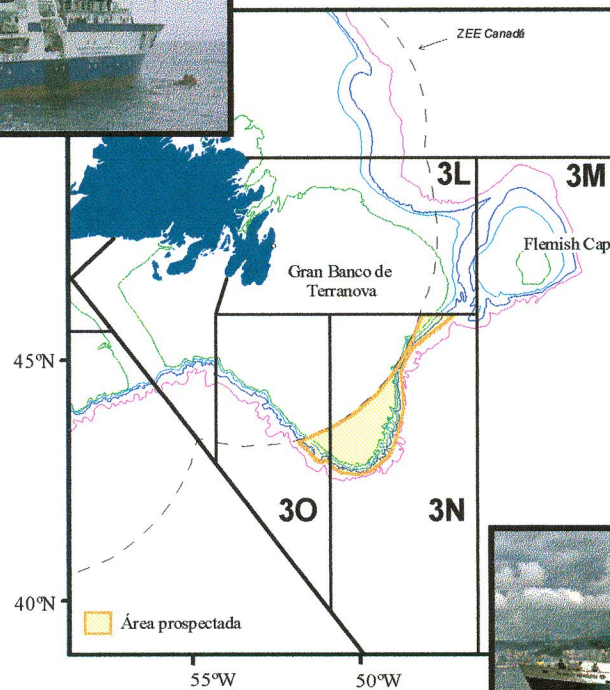 ZEE Canadá
3L
3M
Flemish Cap
Gran Banco de
Terranova
45ºN
3O
3N
40ºN
Área prospectada
55ºW
50ºW